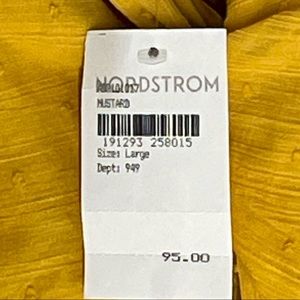 NORDSTROM
MUSTARD
191293 258015
Size: Large
Dept: 949
95.00